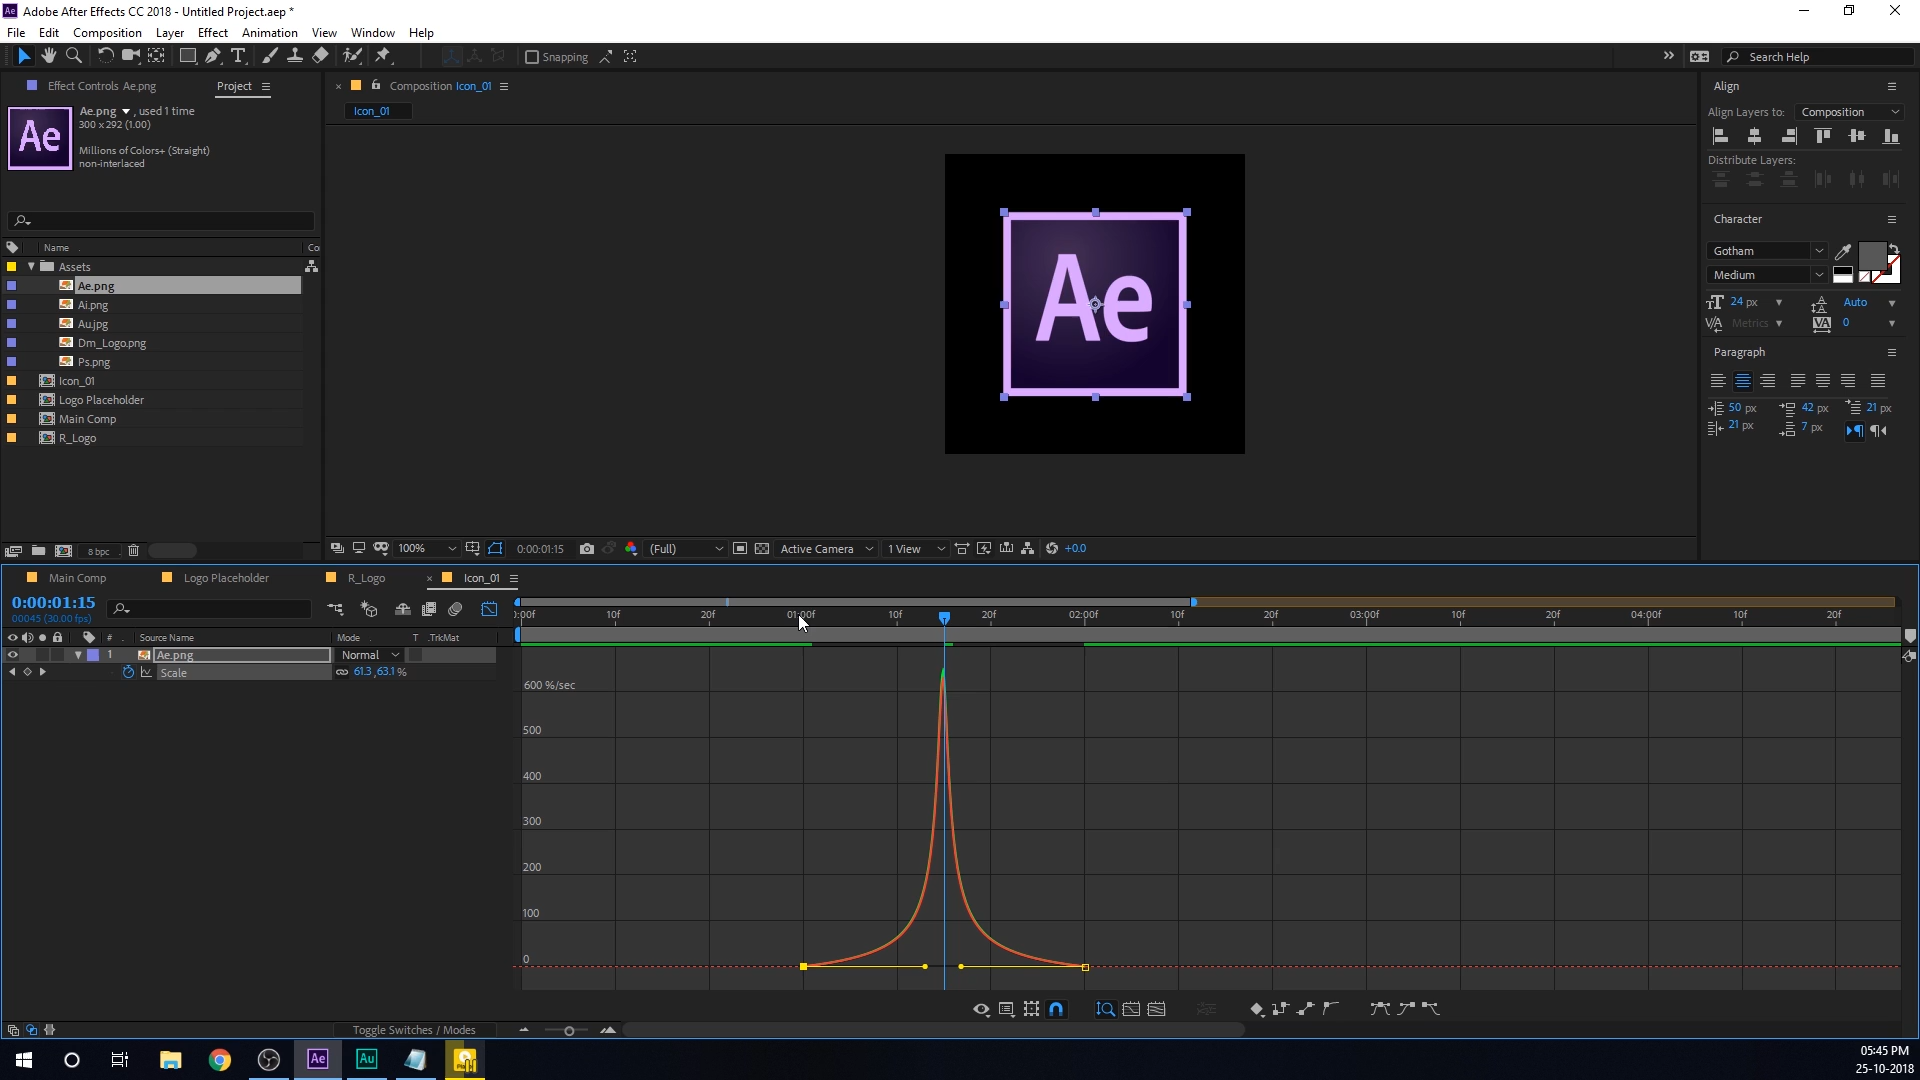 Ae Adobe After Effects CC 2018 - Untitled Project.aep *
File Edit Composition Layer Effect Animation View Window Help
Snapping
Search Help
Effect Controls Ae.png
Project
Ae.png , used 1 time
300 x 292 (1.00)
Millions of Colors+ (Straight)
non-interlaced
Ae
Name
Co
Assets
Ae.png
Ai.png
Au.jpg
Dm_Logo.png
Ps.png
Icon_01
Logo Placeholder
Main Comp
R_Logo
8 bpc
Composition Icon_01
Icon_01
Ae
100%
0:00:01:15
(Full)
Active Camera
1 View
+0.0
Align
Align Layers to: Composition
Distribute Layers:
Character
Gotham
Medium
24 px
Auto
Metrics
0
Paragraph
50 px
42 px
21 px
21 px
7 px
Main Comp
Logo Placeholder
R_Logo
Icon_01
0:00:01:15
00045 (30.00 fps)
# Source Name Mode T .TrkMat
1 Ae.png Normal
Scale 61.3,63.1 %
):00f 10f 20f 01:00f 10f 20f 02:00f 10f 20f 03:00f 10f 20f 04:00f 10f 20f
600 %/sec
500
400
300
200
100
0
Toggle Switches / Modes
Ae
Au
05:45 PM
25-10-2018